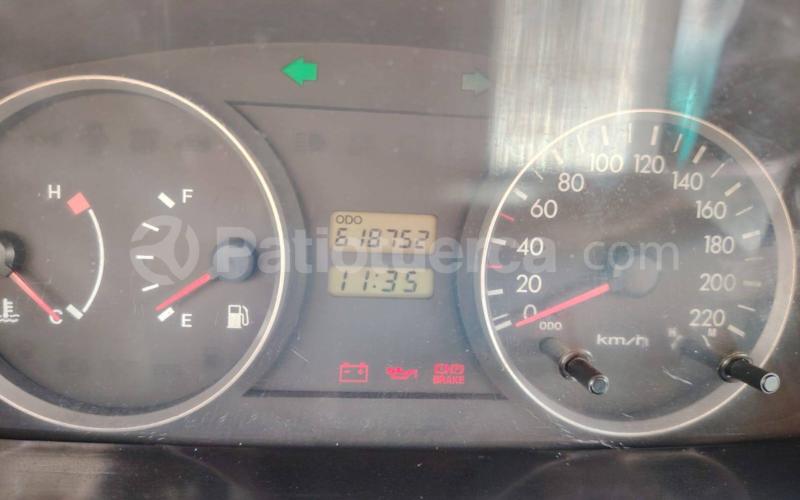 H
C
F
E
ODO
618752
11:35
BRAKE
0
20
40
60
80
100
120
140
160
180
200
220
km/h
ODO
H
M
Patiotuerca.com